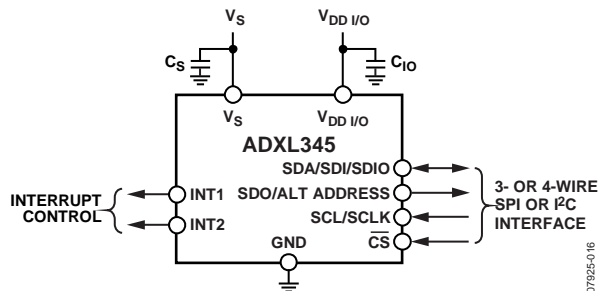 VS
VDD I/O
CS
CIO
VS
VDD I/O
ADXL345
SDA/SDI/SDIO
SDO/ALT ADDRESS
SCL/SCLK
CS
INT1
INT2
GND
INTERRUPT
CONTROL
3- OR 4-WIRE
SPI OR I2C
INTERFACE
07925-016